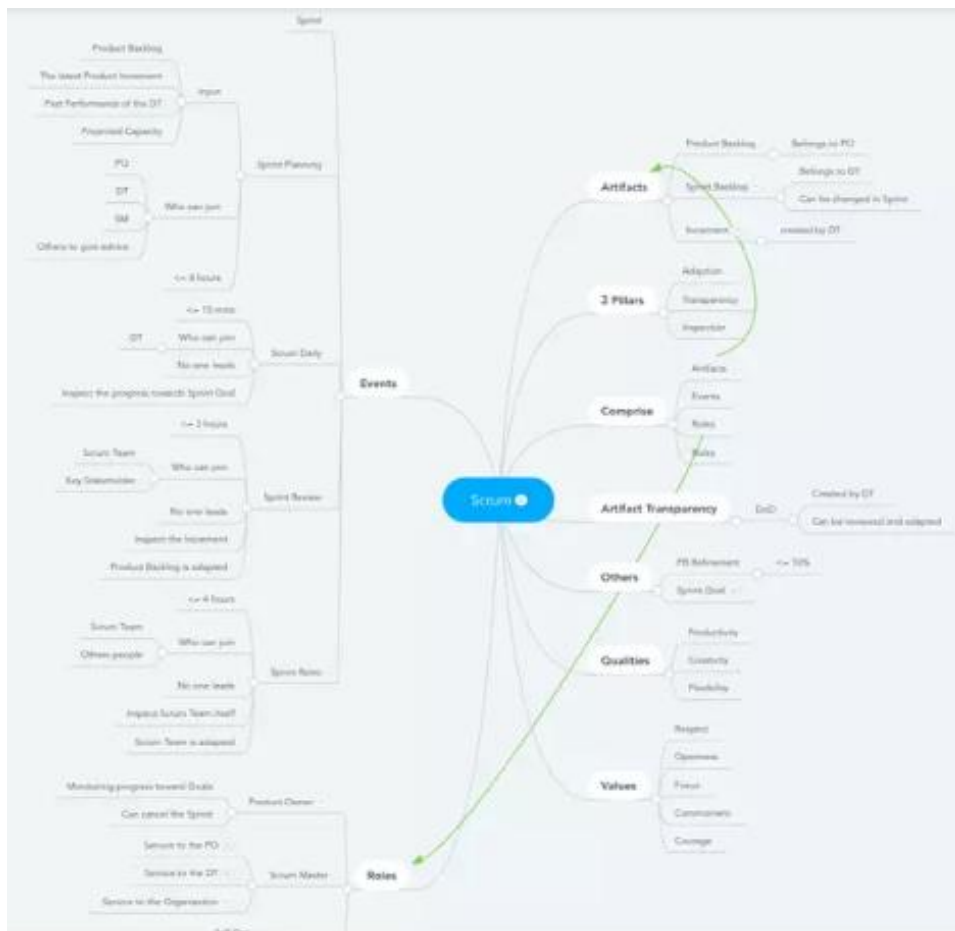 Sprint
Product Backlog
The latest Product Increment
Past Performance of the DT
Projected Capacity
Input
PO
DT
SM
Others to give advice
Who can join
<= 8 hours
Sprint Planning
<= 15 mins
DT
Who can join
No one leads
Inspect the progress towards Sprint Goal
Scrum Daily
Scrum Team
Key Stakeholder
Who can join
No one leads
Inspect the Increment
Product Backlog is adapted
Sprint Review
<= 4 hours
Scrum Team
Others people
Who can join
No one leads
Inspect Scrum Team itself
Scrum Team is adapted
Sprint Retro
Events
Monitoring progress toward Goals
Can cancel the Sprint
Product Owner
Service to the PO
Service to the DT
Service to the Organization
Scrum Master
Roles
Scrum
Artifacts
Product Backlog
Belongs to PO
Sprint Backlog
Belongs to DT
Can be changed in Sprint
Increment
created by DT
3 Pillars
Adaption
Transparency
Inspection
Comprise
Artifacts
Events
Roles
Rules
Artifact Transparency
DoD
Created by DT
Can be reviewed and adapted
Others
PB Refinement
<= 10%
Sprint Goal
Qualities
Productivity
Creativity
Flexibility
Values
Respect
Openness
Focus
Commitment
Courage